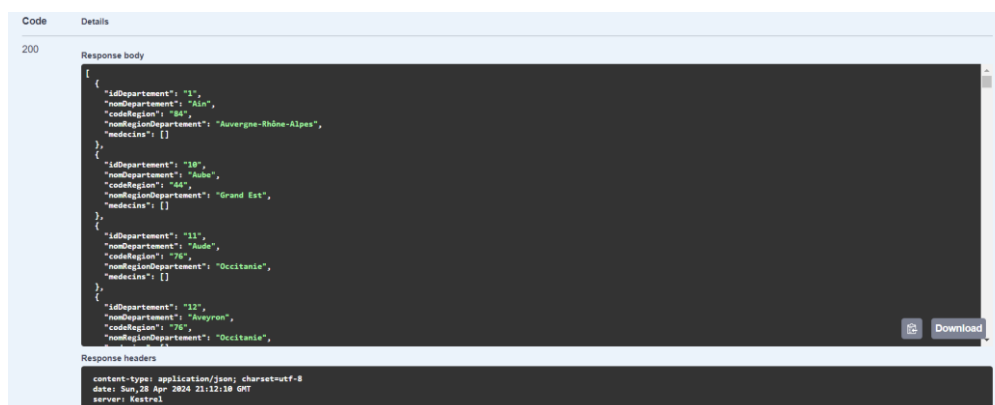 Code Details
200
Response body
[
  {
    "idDepartement": "1",
    "nomDepartement": "Ain",
    "codeRegion": "84",
    "nomRegionDepartement": "Auvergne-Rhône-Alpes",
    "medecins": []
  },
  {
    "idDepartement": "10",
    "nomDepartement": "Aube",
    "codeRegion": "44",
    "nomRegionDepartement": "Grand Est",
    "medecins": []
  },
  {
    "idDepartement": "11",
    "nomDepartement": "Aude",
    "codeRegion": "76",
    "nomRegionDepartement": "Occitanie",
    "medecins": []
  },
  {
    "idDepartement": "12",
    "nomDepartement": "Aveyron",
    "codeRegion": "76",
    "nomRegionDepartement": "Occitanie",
Download
Response headers
content-type: application/json; charset=utf-8
date: Sun,28 Apr 2024 21:12:10 GMT
server: Kestrel